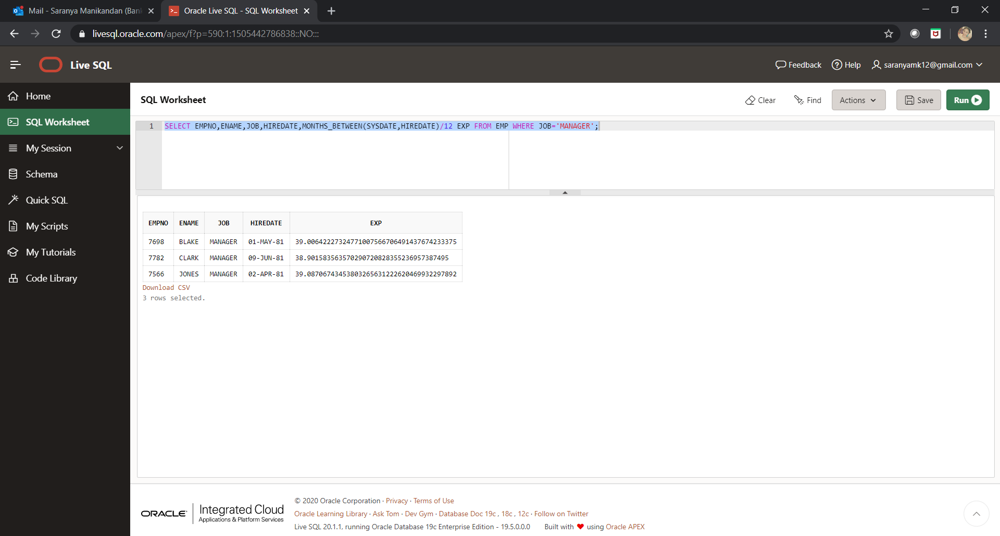 Mail - Saranya Manikandan (Bank
Oracle Live SQL - SQL Worksheet
livesql.oracle.com/apex/f?p=590:1:1505442786838::NO:::
Live SQL
Feedback
Help
saranyamk12@gmail.com
Home
SQL Worksheet
My Session
Schema
Quick SQL
My Scripts
My Tutorials
Code Library
SQL Worksheet
Clear
Find
Actions
Save
Run
1 SELECT EMPNO,ENAME,JOB,HIREDATE,MONTHS_BETWEEN(SYSDATE,HIREDATE)/12 EXP FROM EMP WHERE JOB='MANAGER';
EMPNO ENAME JOB HIREDATE EXP
7698 BLAKE MANAGER 01-MAY-81 39.0064222732477100756670649143767423​3375
7782 CLARK MANAGER 09-JUN-81 38.901583563570290720828355236957387495
7566 JONES MANAGER 02-APR-81 39.08706743453803265631222620469932297892
Download CSV
3 rows selected.
ORACLE
Integrated Cloud
Applications & Platform Services
© 2020 Oracle Corporation · Privacy · Terms of Use
Oracle Learning Library · Ask Tom · Dev Gym · Database Doc 19c , 18c , 12c · Follow on Twitter
Live SQL 20.1.1, running Oracle Database 19c Enterprise Edition - 19.5.0.0.0 Built with ❤ using Oracle APEX